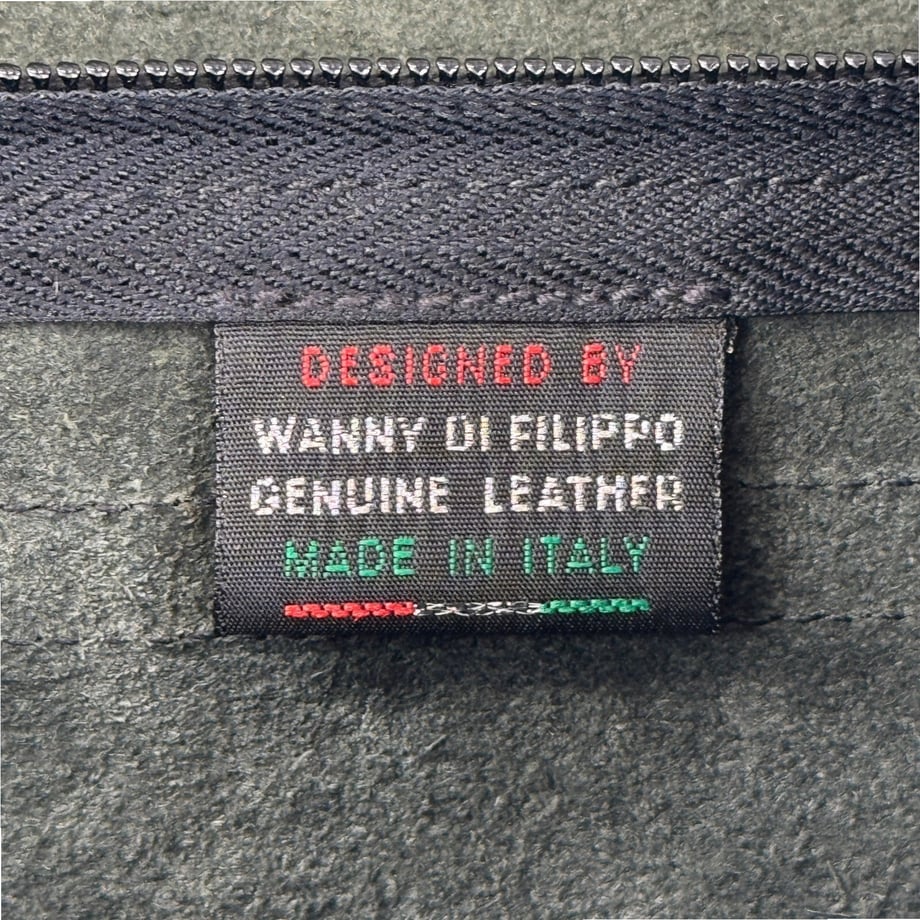 DESIGNED BY
WANNY DI FILIPPO
GENUINE LEATHER
MADE IN ITALY